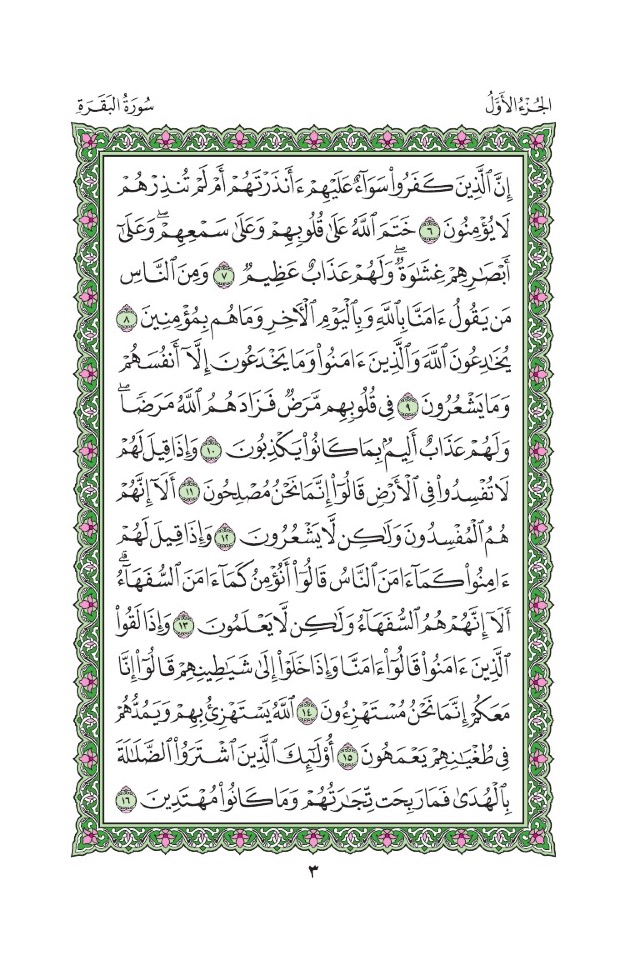 الجُزْءُ الأَوَّلُ
سُورَةُ البَقَرَةِ
إِنَّ ٱلَّذِينَ كَفَرُوا۟ سَوَآءٌ عَلَيْهِمْ ءَأَنذَرْتَهُمْ أَمْ لَمْ تُنذِرْهُمْ
لَا يُؤْمِنُونَ ٦ خَتَمَ ٱللَّهُ عَلَىٰ قُلُوبِهِمْ وَعَلَىٰ سَمْعِهِمْ ۖ وَعَلَىٰٓ
أَبْصَٰرِهِمْ غِشَٰوَةٌ ۖ وَلَهُمْ عَذَابٌ عَظِيمٌ ٧ وَمِنَ ٱلنَّاسِ
مَن يَقُولُ ءَامَنَّا بِٱللَّهِ وَبِٱلْيَوْمِ ٱلْءَاخِرِ وَمَا هُم بِمُؤْمِنِينَ ٨
يُخَٰدِعُونَ ٱللَّهَ وَٱلَّذِينَ ءَامَنُوا۟ وَمَا يَخْدَعُونَ إِلَّآ أَنفُسَهُمْ
وَمَا يَشْعُرُونَ ٩ فِى قُلُوبِهِم مَّرَضٌ فَزَادَهُمُ ٱللَّهُ مَرَضًا ۖ
وَلَهُمْ عَذَابٌ أَلِيمٌۢ بِمَا كَانُوا۟ يَكْذِبُونَ ١٠ وَإِذَا قِيلَ لَهُمْ
لَا تُفْسِدُوا۟ فِى ٱلْأَرْضِ قَالُوٓا۟ إِنَّمَا نَحْنُ مُصْلِحُونَ ١١ أَلَآ إِنَّهُمْ
هُمُ ٱلْمُفْسِدُونَ وَلَٰكِن لَّا يَشْعُرُونَ ١٢ وَإِذَا قِيلَ لَهُمْ
ءَامِنُوا۟ كَمَآ ءَامَنَ ٱلنَّاسُ قَالُوٓا۟ أَنُؤْمِنُ كَمَآ ءَامَنَ ٱلسُّفَهَآءُ ۗ
أَلَآ إِنَّهُمْ هُمُ ٱلسُّفَهَآءُ وَلَٰكِن لَّا يَعْلَمُونَ ١٣ وَإِذَا لَقُوا۟
ٱلَّذِينَ ءَامَنُوا۟ قَالُوٓا۟ ءَامَنَّا وَإِذَا خَلَوْا۟ إِلَىٰ شَيَٰطِينِهِمْ قَالُوٓا۟ إِنَّا
مَعَكُمْ إِنَّمَا نَحْنُ مُسْتَهْزِءُونَ ١٤ ٱللَّهُ يَسْتَهْزِئُ بِهِمْ وَيَمُدُّهُمْ
فِى طُغْيَٰنِهِمْ يَعْمَهُونَ ١٥ أُو۟لَٰٓئِكَ ٱلَّذِينَ ٱشْتَرَوُا۟ ٱلضَّلَٰلَةَ
بِٱلْهُدَىٰ فَمَا رَبِحَت تِّجَٰرَتُهُمْ وَمَا كَانُوا۟ مُهْتَدِينَ ١٦
٣